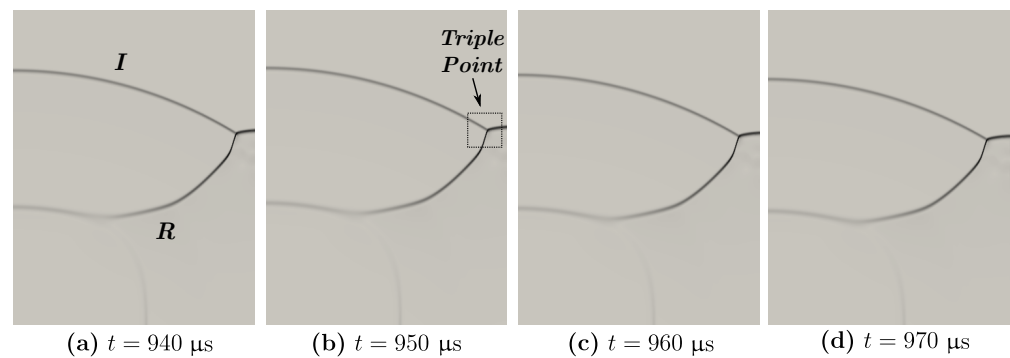 I
R
Triple
Point
(a) t = 940 µs
(b) t = 950 µs
(c) t = 960 µs
(d) t = 970 µs